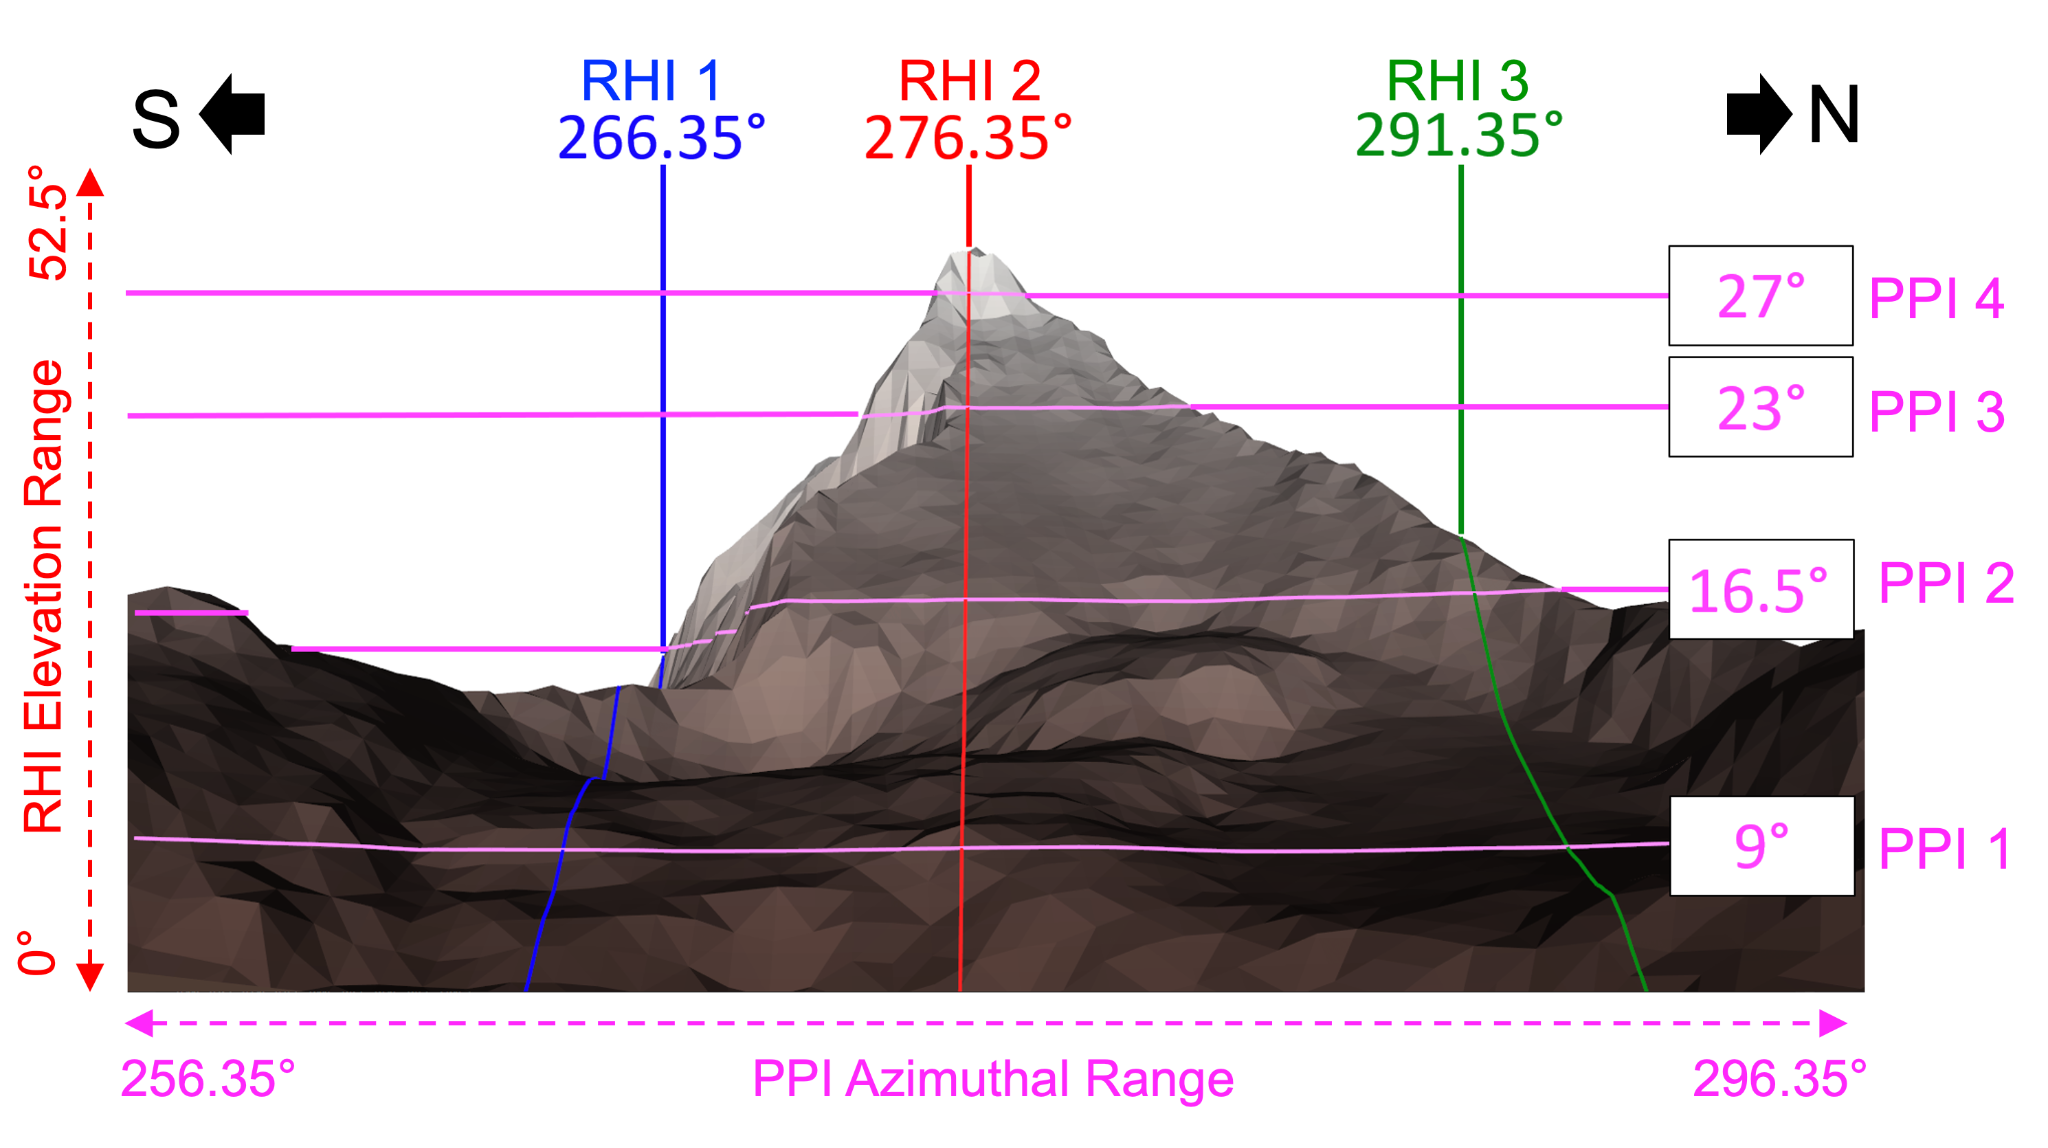 S
RHI 1
266.35°
RHI 2
276.35°
RHI 3
291.35°
N
52.5°
RHI Elevation Range
0°
27°
PPI 4
23°
PPI 3
16.5°
PPI 2
9°
PPI 1
256.35°
PPI Azimuthal Range
296.35°